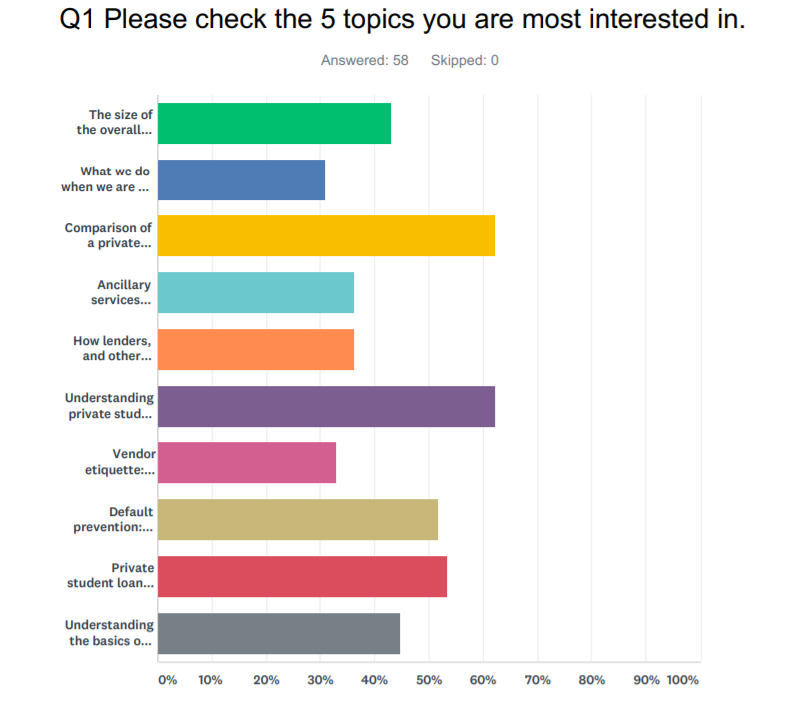 Q1 Please check the 5 topics you are most interested in.
Answered: 58 Skipped: 0
The size of
the overall...
What we do
when we are ...
Comparison of
a private...
Ancillary
services...
How lenders,
and other...
Understanding
private stud...
Vendor
etiquette:...
Default
prevention:...
Private
student loan...
Understanding
the basics o...
0% 10% 20% 30% 40% 50% 60% 70% 80% 90% 100%